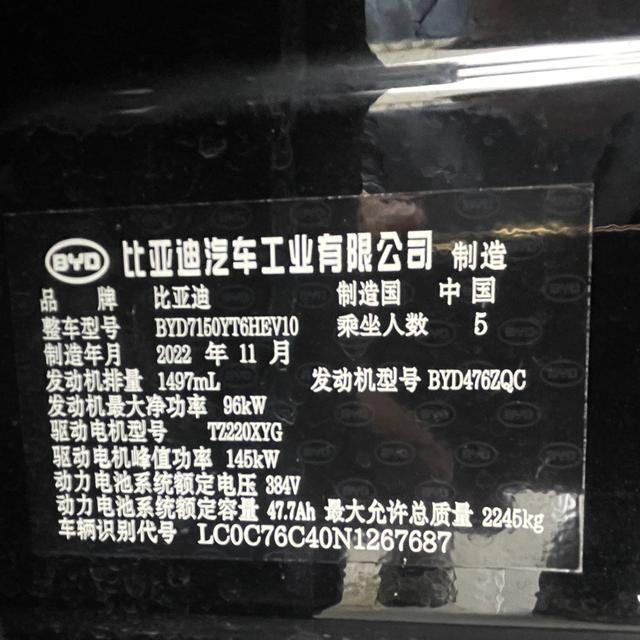 BYD 比亚迪汽车工业有限公司 制造
品 牌 比亚迪 制造国 中国
整车型号 BYD7150YT6HEV10 乘坐人数 5
制造年月 2022 年 11 月
发动机排量 1497mL 发动机型号 BYD476ZQC
发动机最大净功率 96kW
驱动电机型号 TZ220XYG
驱动电机峰值功率 145kW
动力电池系统额定电压 384V
动力电池系统额定容量 47.7Ah 最大允许总质量 2245kg
车辆识别代号 LC0C76C40N1267687